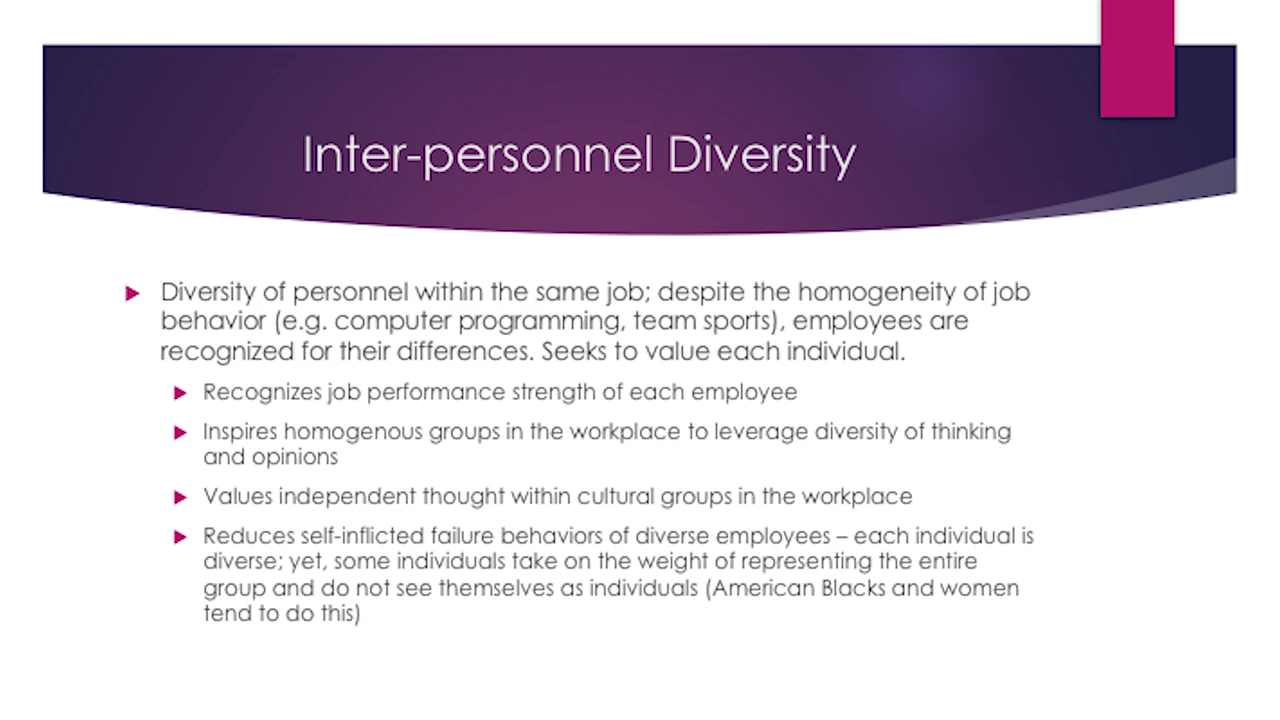 Inter-personnel Diversity
Diversity of personnel within the same job; despite the homogeneity of job
behavior (e.g. computer programming, team sports), employees are
recognized for their differences. Seeks to value each individual.
Recognizes job performance strength of each employee
Inspires homogenous groups in the workplace to leverage diversity of thinking
and opinions
Values independent thought within cultural groups in the workplace
Reduces self-inflicted failure behaviors of diverse employees – each individual is
diverse; yet, some individuals take on the weight of representing the entire
group and do not see themselves as individuals (American Blacks and women
tend to do this)